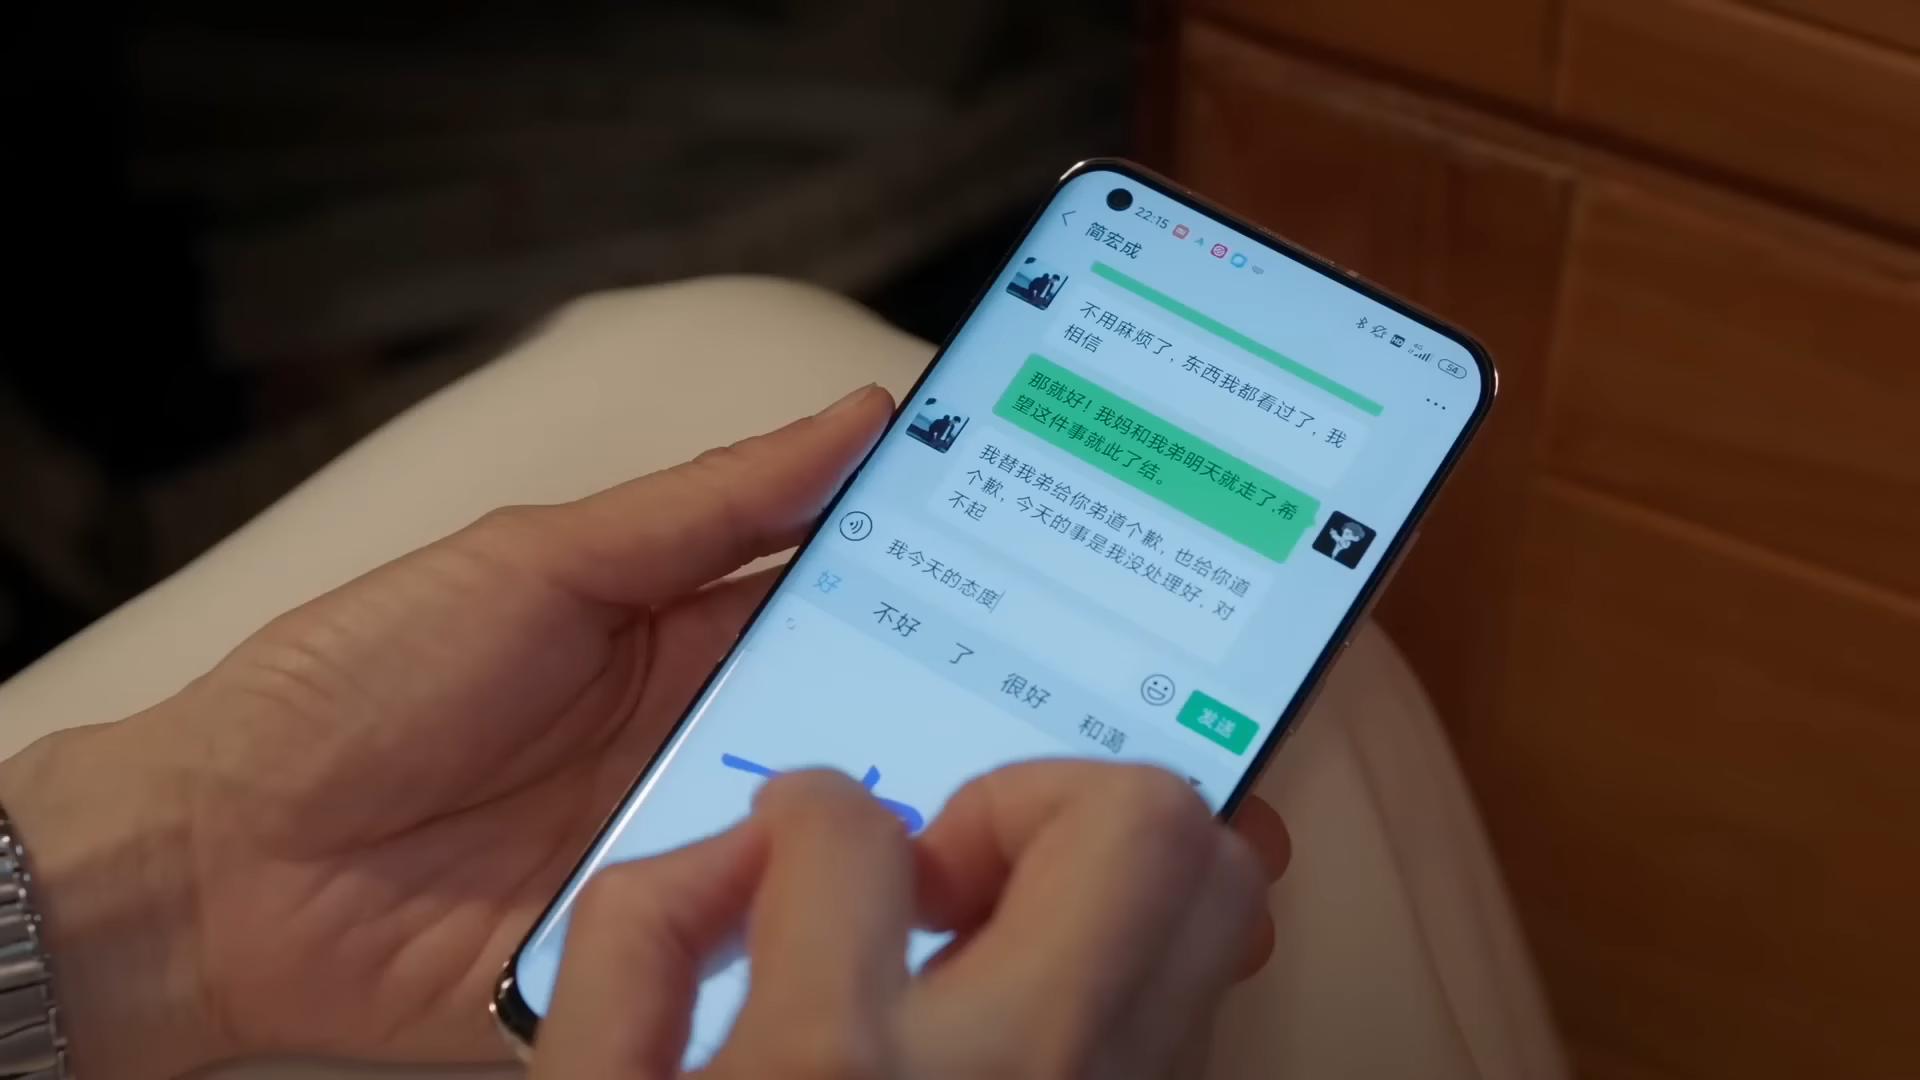 22:15
HD
4G
54
简宏成
不用麻烦了，东西我都看过了，我
相信
那就好！我妈和我弟明天就走了，希
望这件事就此了结。
我替我弟给你弟道个歉，也给你道
个歉，今天的事是我没处理好，对
不起
我今天的态度
发送
好 不好 了 很好 和蔼